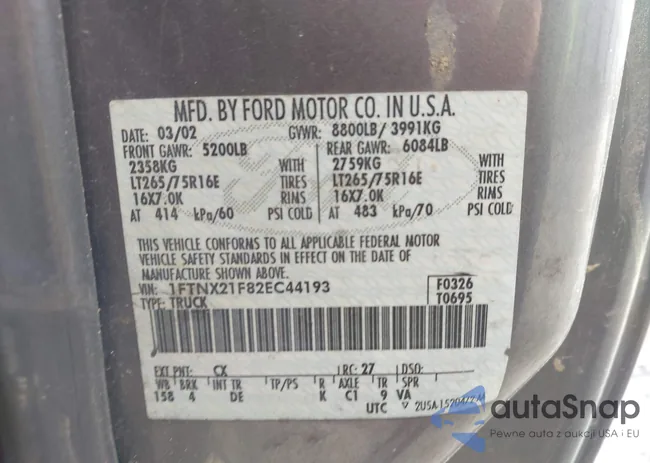 MFD. BY FORD MOTOR CO. IN U.S.A.
DATE: 03/02 GVWR: 8800LB/ 3991KG
FRONT GAWR: 5200LB REAR GAWR: 6084LB
2358KG WITH 2759KG WITH
LT265/75R16E TIRES LT265/75R16E TIRES
16X7.0K RIMS 16X7.0K RIMS
AT 414 kPa/60 PSI COLD AT 483 kPa/70 PSI COLD
THIS VEHICLE CONFORMS TO ALL APPLICABLE FEDERAL MOTOR
VEHICLE SAFETY STANDARDS IN EFFECT ON THE DATE OF
MANUFACTURE SHOWN ABOVE.
VIN: 1FTNX21F82EC44193 F0326
TYPE: TRUCK T0695
EXT PNT: CX RC: 27 DSO:
WB BRK INT TR TP/PS R AXLE TR SPR
158 4 DE K C1 9 VA
UTC
autoSnap
Pewne auto z aukcji USA i UE